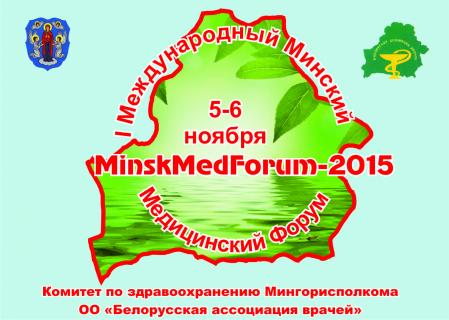 I Международный Минский
5-6
ноября
MinskMedForum-2015
Медицинский Форум
Комитет по здравоохранению Мингорисполкома
ОО «Белорусская ассоциация врачей»